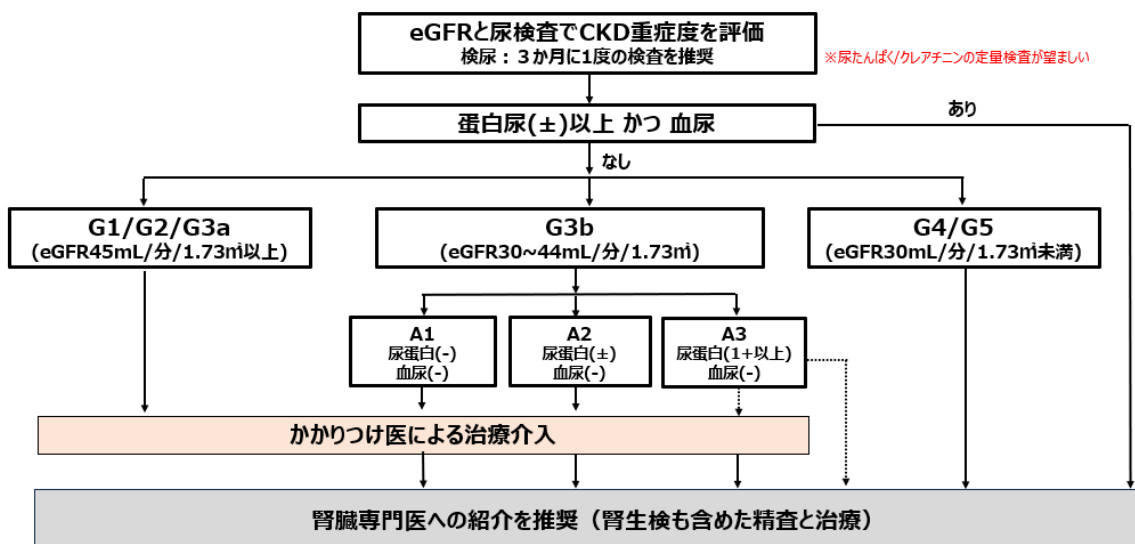 eGFRと尿検査でCKD重症度を評価
検尿：３か月に1度の検査を推奨
※尿たんぱく/クレアチニンの定量検査が望ましい
蛋白尿(±)以上 かつ 血尿
あり
なし
G1/G2/G3a
(eGFR45mL/分/1.73㎡以上)
G3b
(eGFR30~44mL/分/1.73㎡)
G4/G5
(eGFR30mL/分/1.73㎡未満)
A1
尿蛋白(-)
血尿(-)
A2
尿蛋白(±)
血尿(-)
A3
尿蛋白(1+以上)
血尿(-)
かかりつけ医による治療介入
腎臓専門医への紹介を推奨（腎生検も含めた精査と治療）